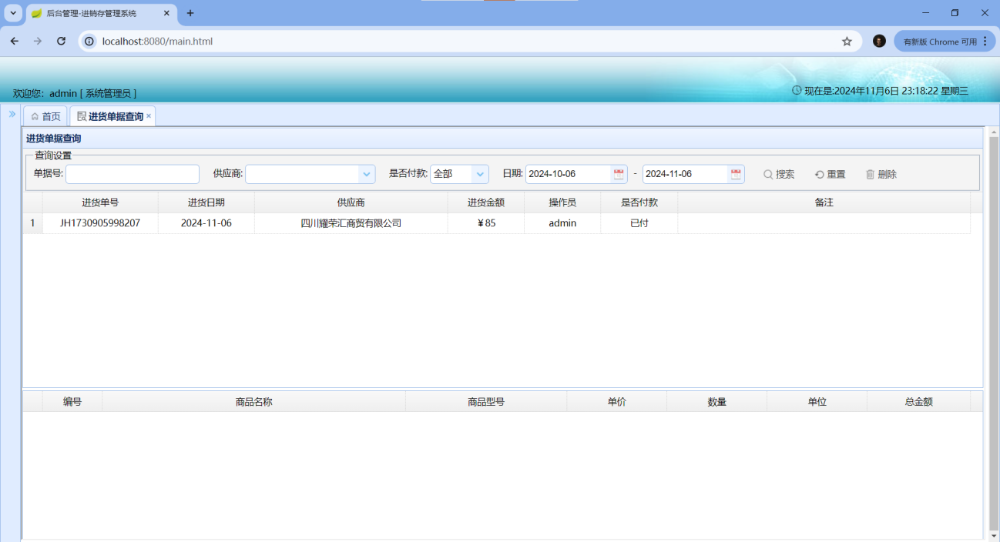 后台管理-进销存管理系统
localhost:8080/main.html
有新版 Chrome 可用
欢迎您：admin [ 系统管理员 ]
现在是:2024年11月6日 23:18:22 星期三
首页 进货单据查询
进货单据查询
查询设置
单据号: 供应商: 是否付款: 全部 日期: 2024-10-06 - 2024-11-06 搜索 重置 删除
进货单号 进货日期 供应商 进货金额 操作员 是否付款 备注
1 JH1730905998207 2024-11-06 四川耀荣汇商贸有限公司 ¥85 admin 已付
编号 商品名称 商品型号 单价 数量 单位 总金额